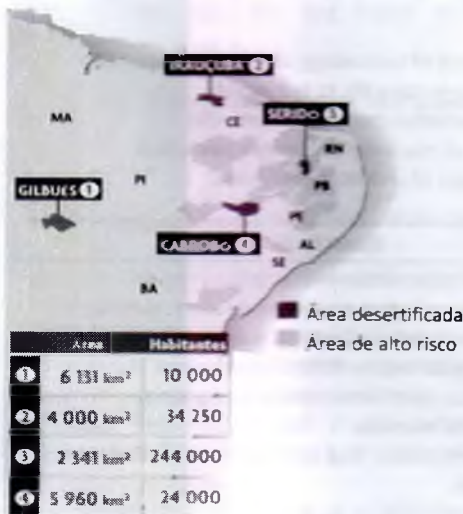 IRAUÇUBA 2
MA
CE
SERIDO 3
RN
PI
PB
GILBUES 1
PE
CABROBO 4
AL
SE
BA
Área desertificada
Área de alto risco
Área Habitantes
1 6 131 km² 10 000
2 4 000 km² 34 250
3 2 341 km² 244 000
4 5 960 km² 24 000